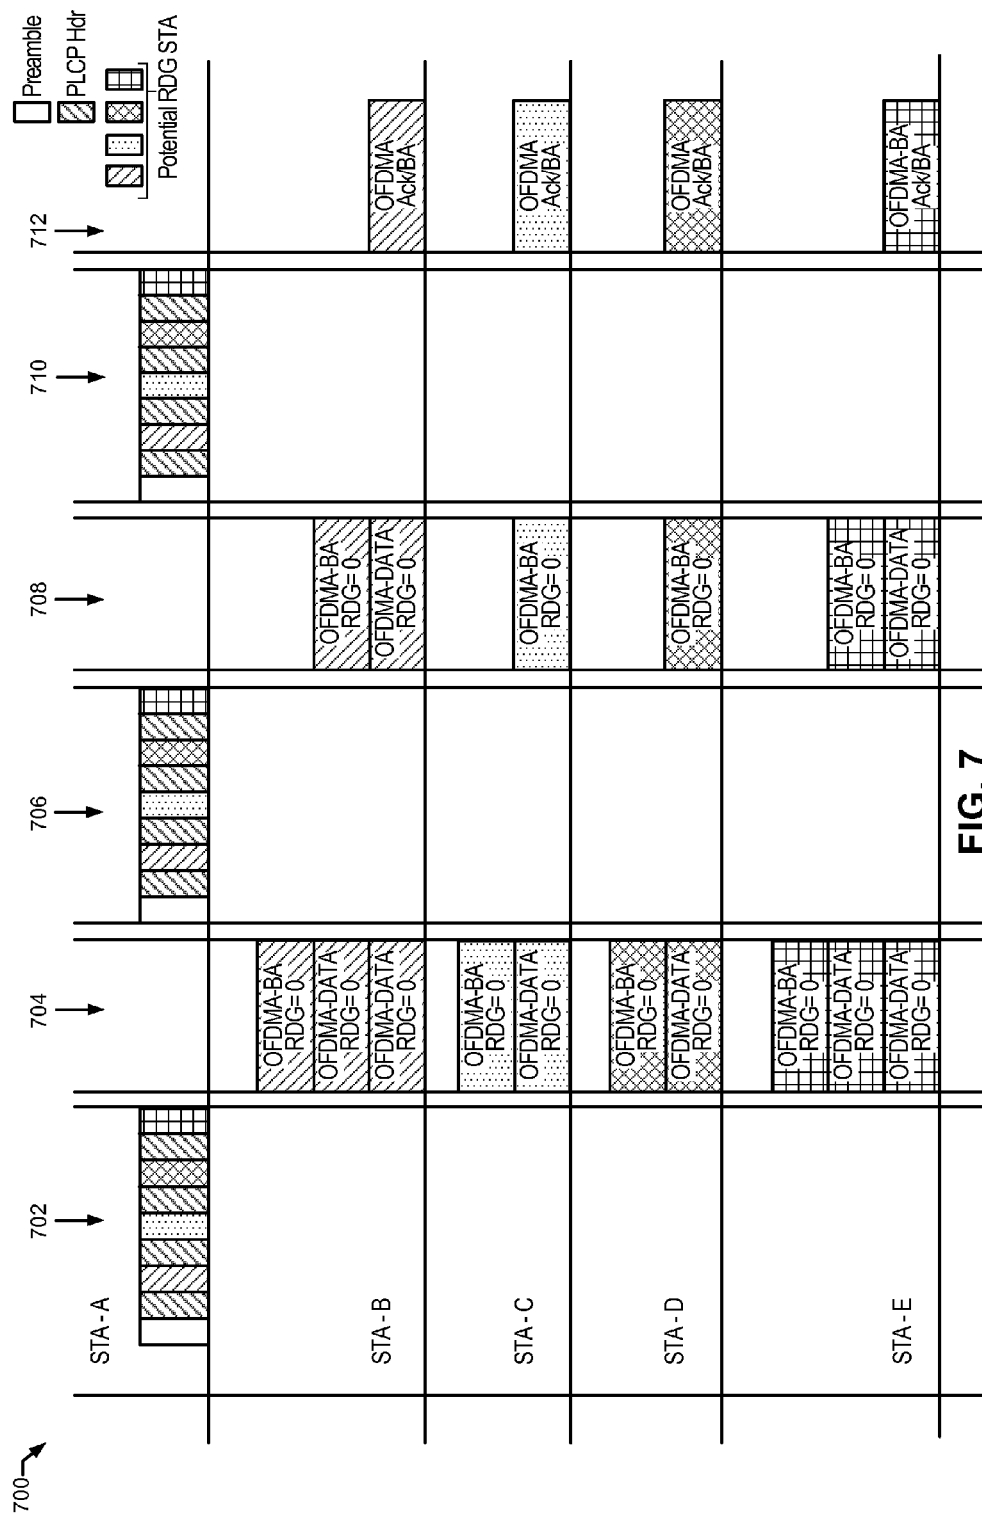 700
702
704
706
708
710
712
Preamble
PLCP Hdr
Potential RDG STA
STA - A
STA - B
OFDMA-BA
RDG=0
OFDMA-DATA
RDG=0
OFDMA-DATA
RDG=0
OFDMA-BA
RDG=0
OFDMA-DATA
RDG=0
OFDMA
Ack/BA
STA - C
OFDMA-BA
RDG=0
OFDMA-DATA
RDG=0
OFDMA-BA
RDG=0
OFDMA
Ack/BA
STA - D
OFDMA-BA
RDG=0
OFDMA-DATA
RDG=0
OFDMA-BA
RDG=0
OFDMA
Ack/BA
STA - E
OFDMA-BA
RDG=0
OFDMA-DATA
RDG=0
OFDMA-DATA
RDG=0
OFDMA-BA
RDG=0
OFDMA-DATA
RDG=0
OFDMA-BA
Ack/BA
FIG. 7